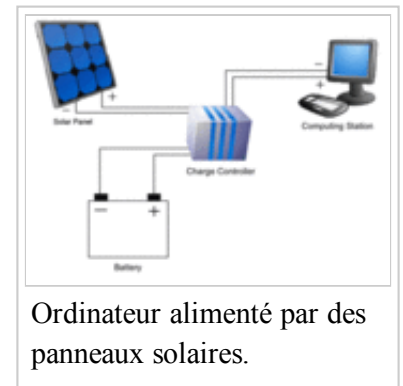 −
+
Solar Panel
−
+
Computing Station
Charge Controller
−
+
Battery
Ordinateur alimenté par des
panneaux solaires.